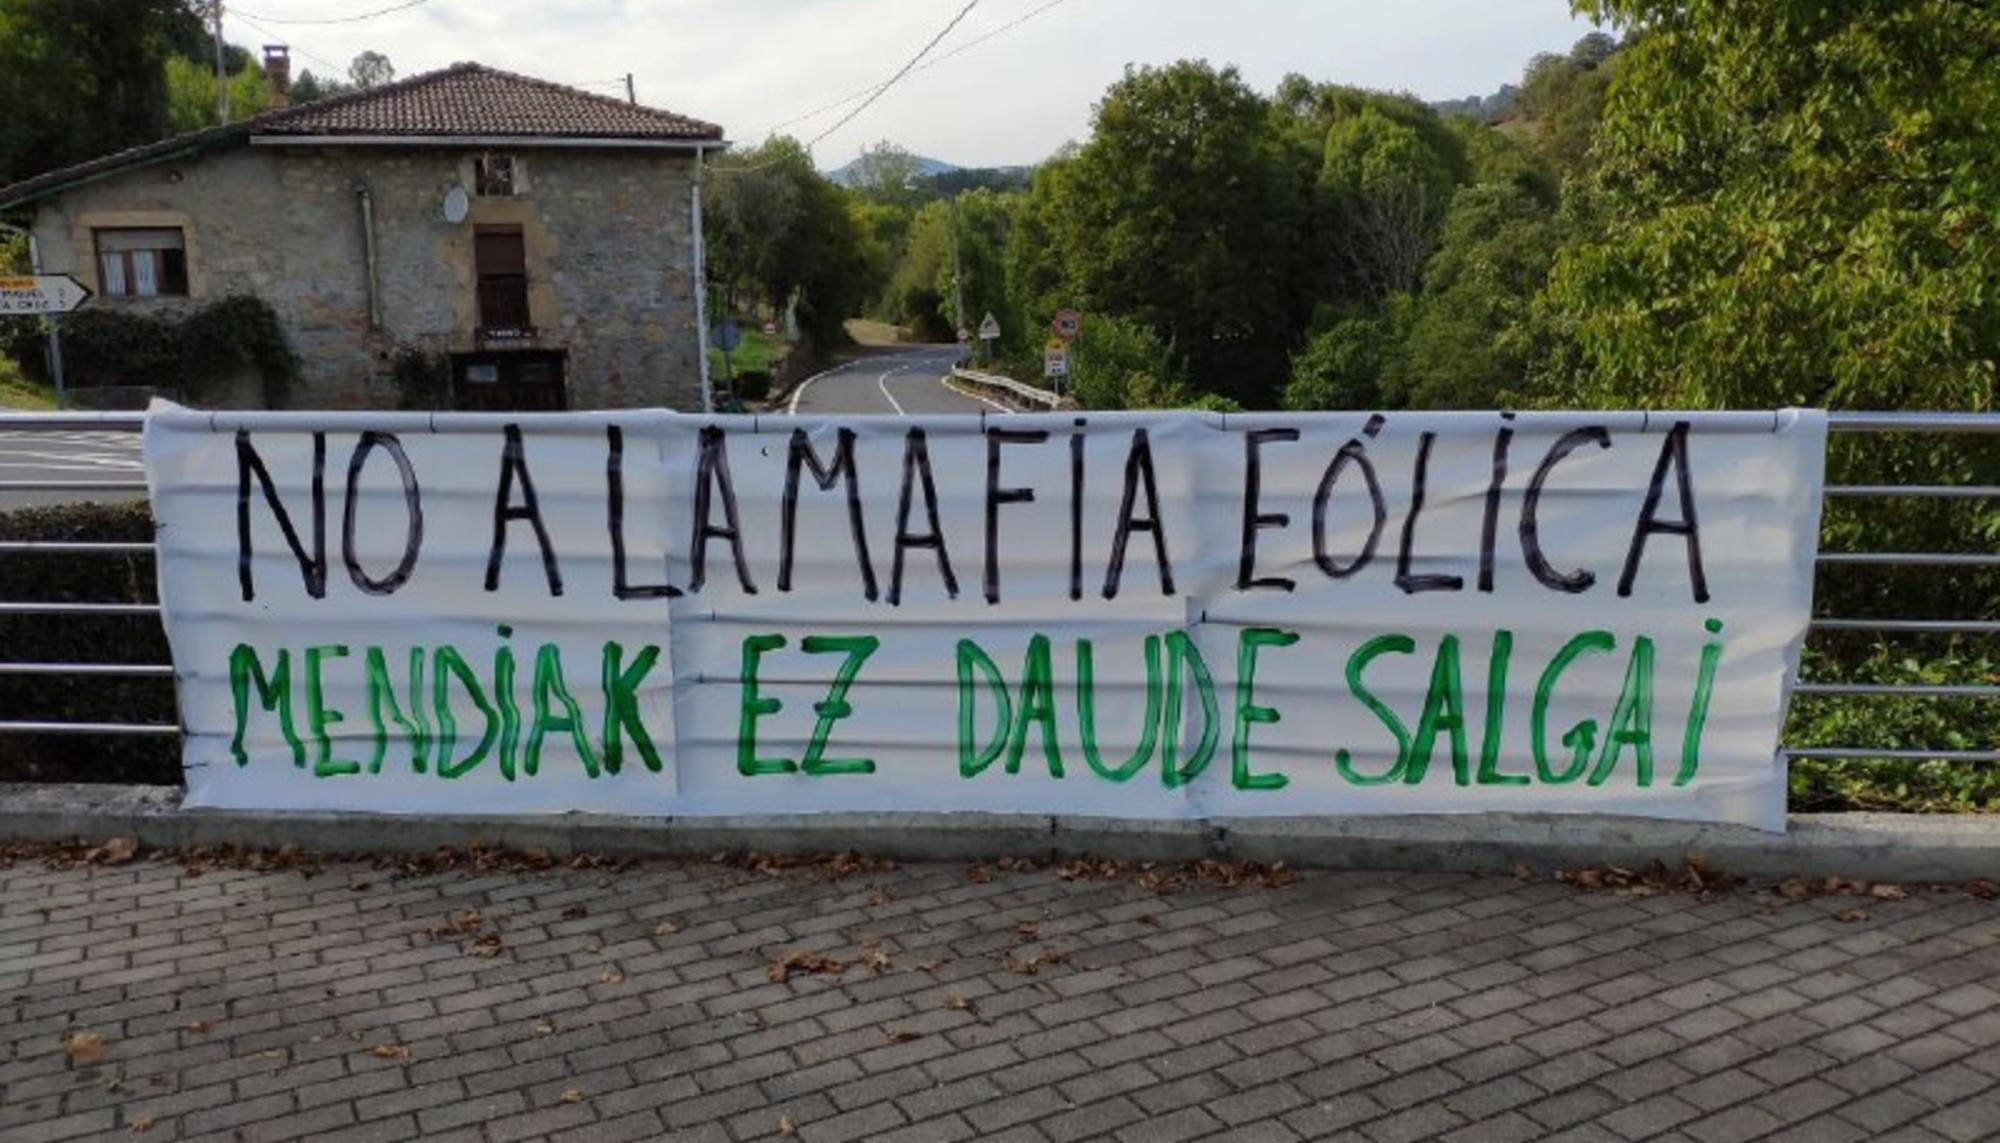 NO A LA MAFIA EÓLICA
MENDIAK EZ DAUDE SALGAI